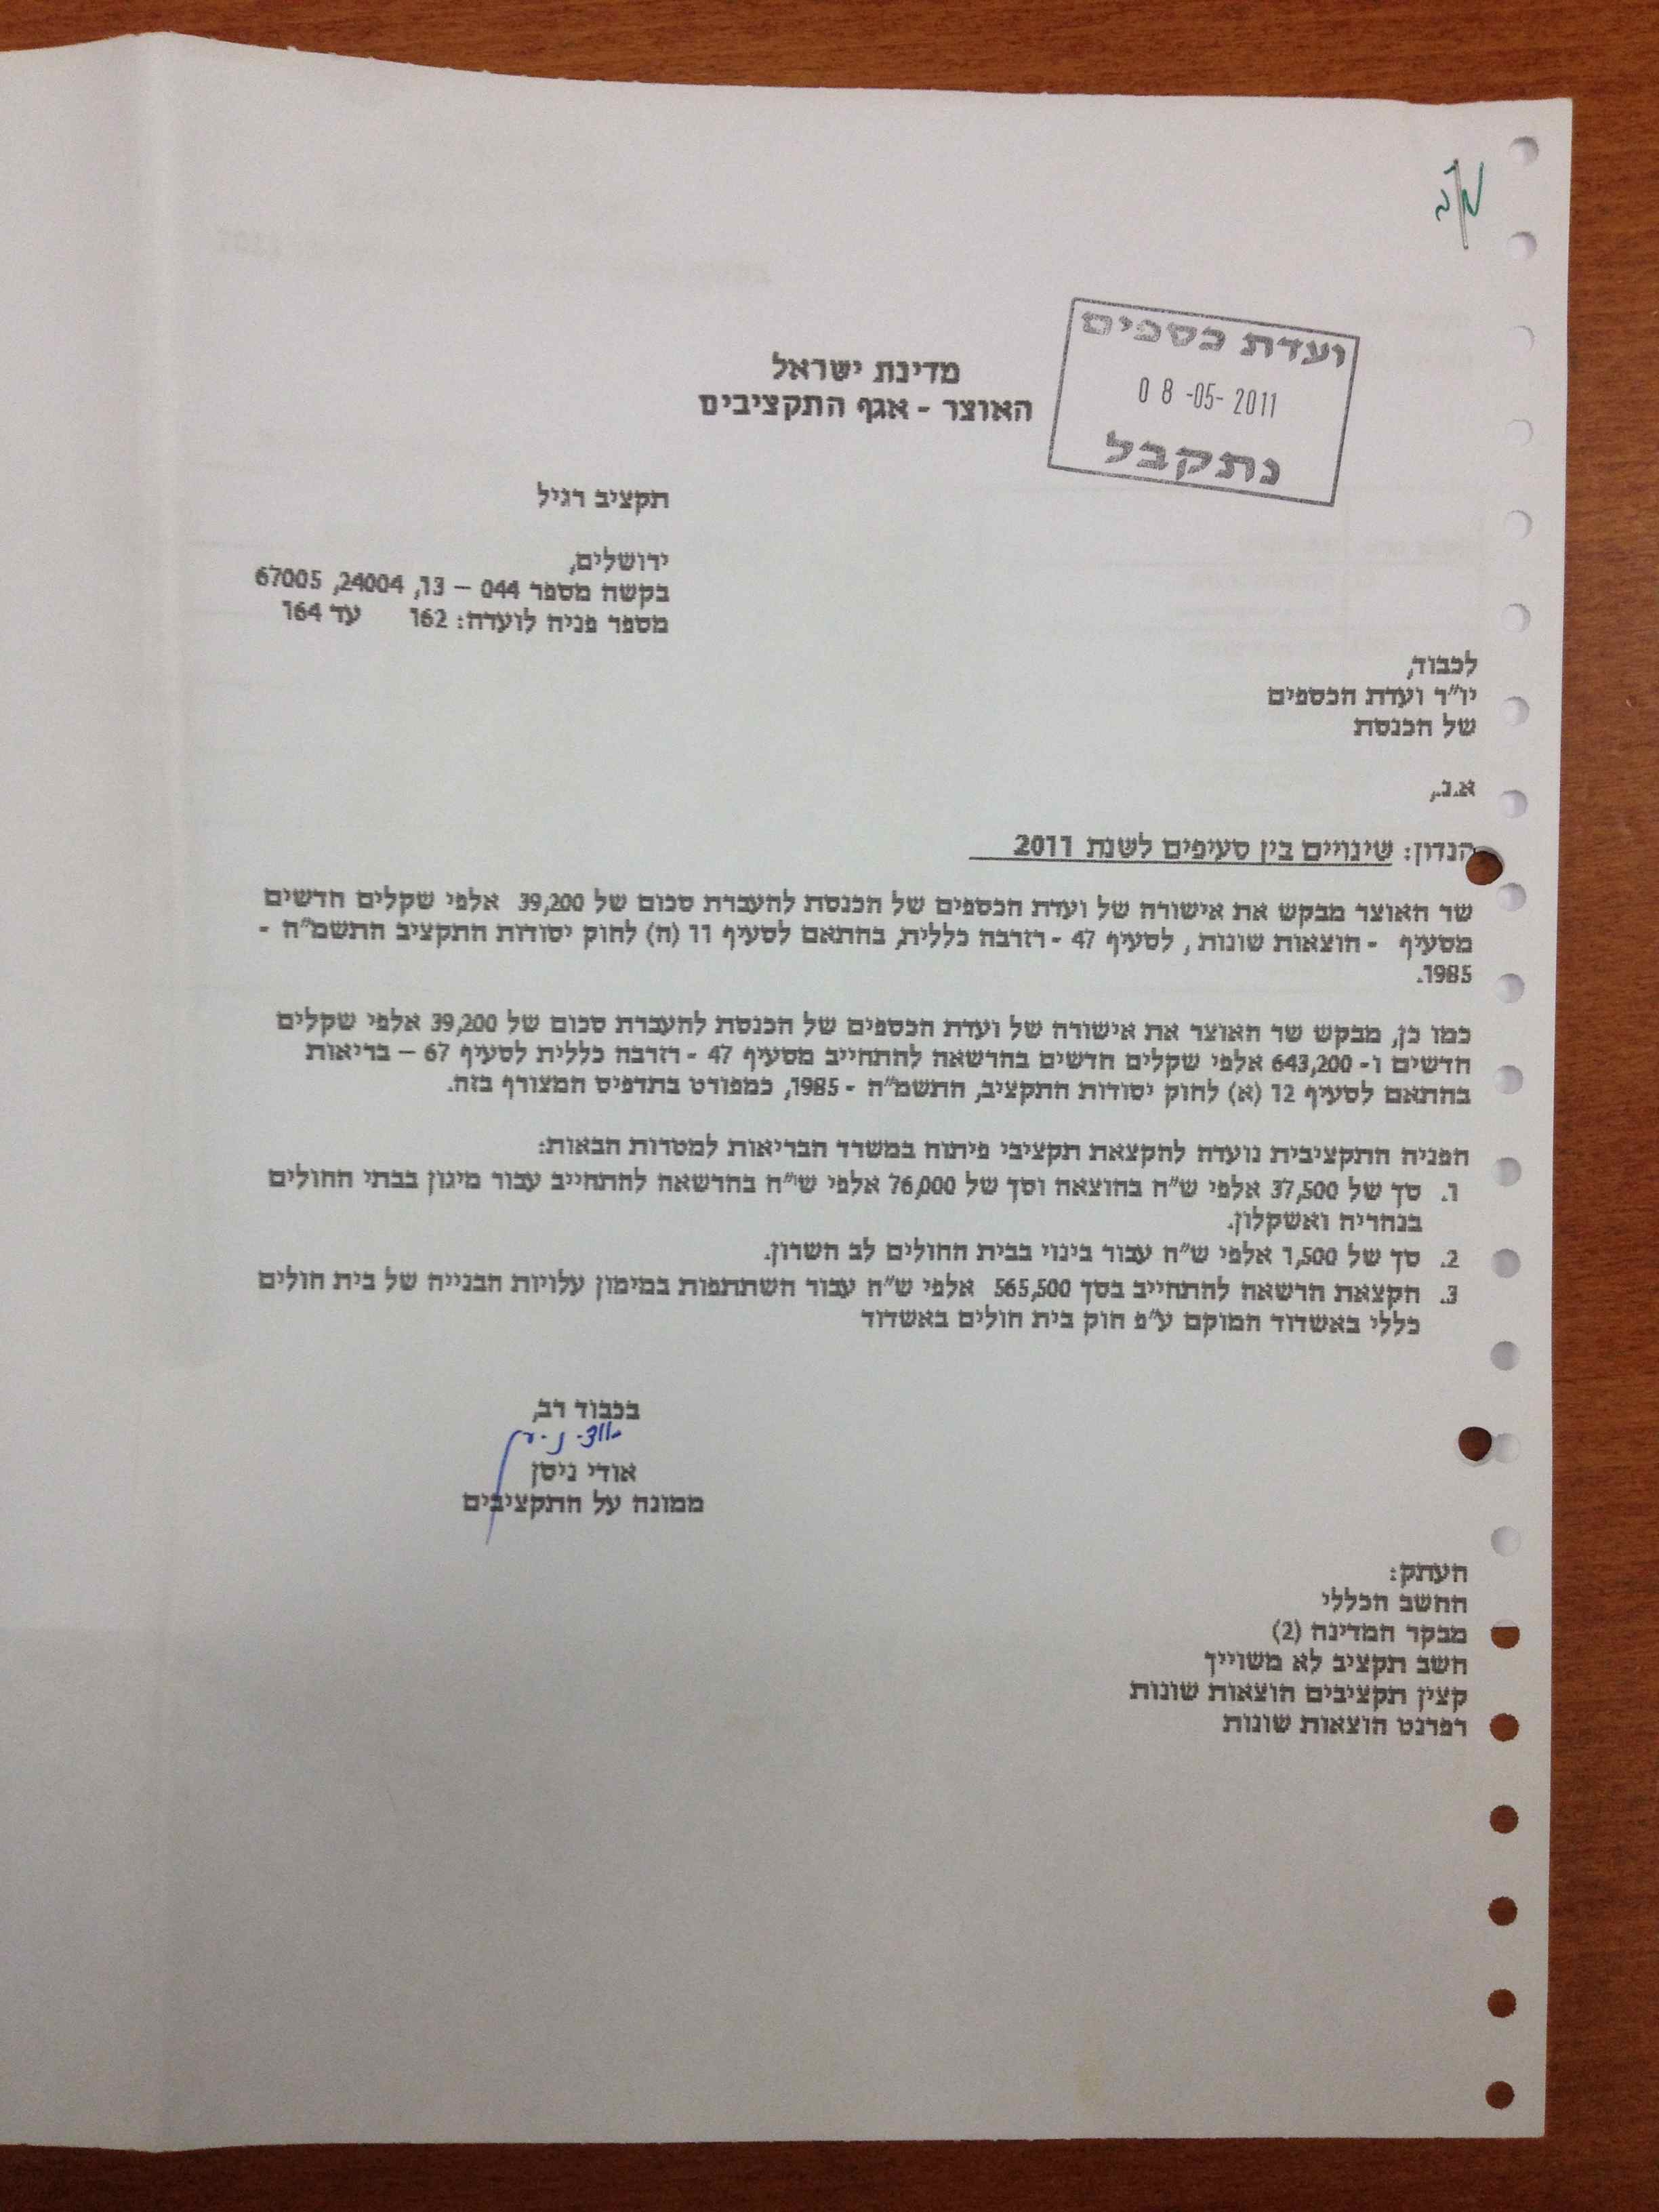 ועדת כספים
0 8 -05- 2011
נתקבל
מדינת ישראל
האוצר - אגף התקציבים
תקציב רגיל
ירושלים,
בקשה מספר 044 – 13, 24004, 67005
מספר פניה לועדה: 162 עד 164
לכבוד,
יו"ר ועדת הכספים
של הכנסת
א.נ.,
הנדון: שינויים בין סעיפים לשנת 2011
שר האוצר מבקש את אישורה של ועדת הכספים של הכנסת להעברת סכום של 39,200 אלפי שקלים חדשים
מסעיף - הוצאות שונות , לסעיף 47 - רזרבה כללית, בהתאם לסעיף 11 (ה) לחוק יסודות התקציב התשמ"ה -
1985.
כמו כן, מבקש שר האוצר את אישורה של ועדת הכספים של הכנסת להעברת סכום של 39,200 אלפי שקלים
חדשים ו- 643,200 אלפי שקלים חדשים בהרשאה להתחייב מסעיף 47 - רזרבה כללית לסעיף 67 – בריאות
בהתאם לסעיף 12 (א) לחוק יסודות התקציב, התשמ"ה - 1985, כמפורט בתדפיס המצורף בזה.
הפניה התקציבית נועדה להקצאת תקציבי פיתוח במשרד הבריאות למטרות הבאות:
1. סך של 37,500 אלפי ש"ח בהוצאה וסך של 76,000 אלפי ש"ח בהרשאה להתחייב עבור מיגון בבתי החולים
בנהריה ואשקלון.
2. סך של 1,500 אלפי ש"ח עבור בינוי בבית החולים לב השרון.
3. הקצאת הרשאה להתחייב בסך 565,500 אלפי ש"ח עבור השתתפות במימון עלויות הבנייה של בית חולים
כללי באשדוד המוקם ע"פ חוק בית חולים באשדוד
בכבוד רב,
אודי ניסן
ממונה על התקציבים
העתק:
החשב הכללי
מבקר המדינה (2)
חשב תקציב לא משוייך
קצין תקציבים הוצאות שונות
רפרנט הוצאות שונות